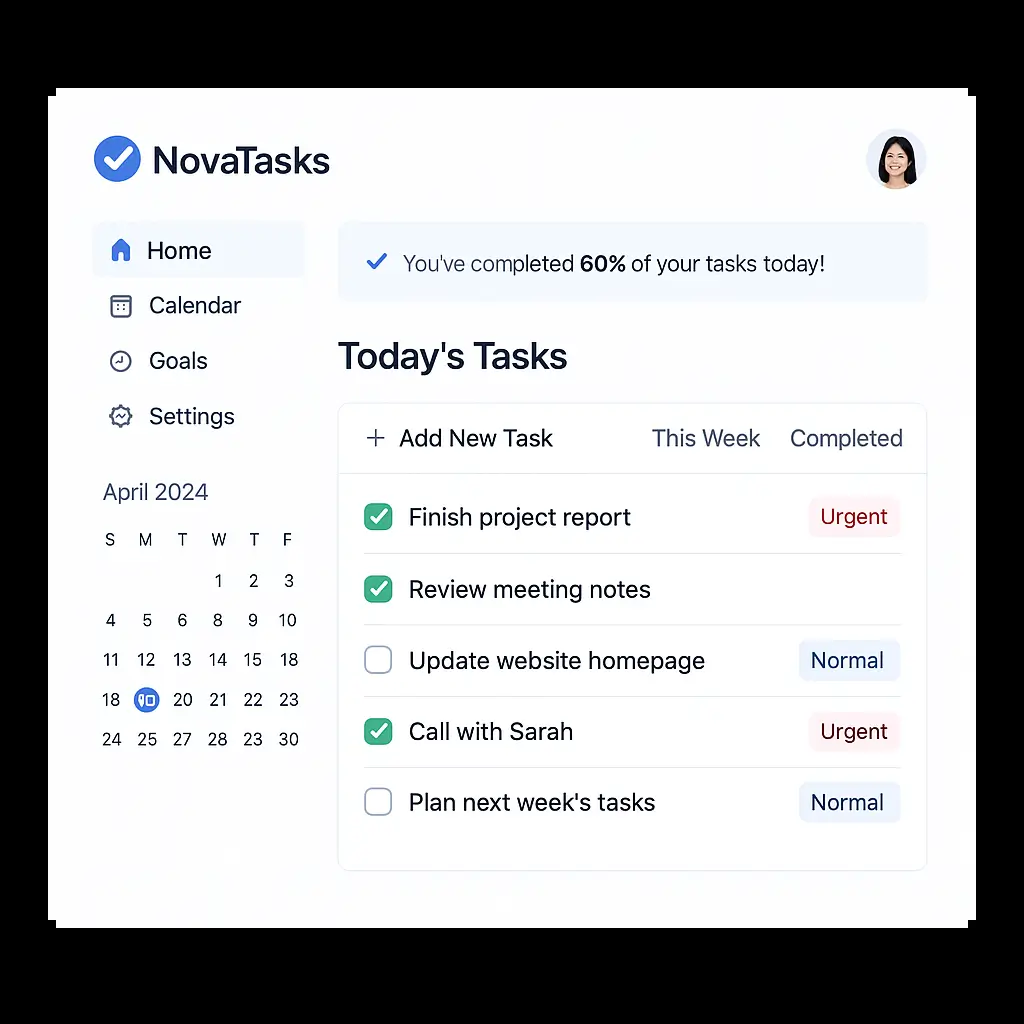 NovaTasks
Home
Calendar
Goals
Settings
April 2024
S M T W T F
1 2 3
4 5 6 8 9 10
11 12 13 14 15 18
18 20 21 22 23
24 25 27 28 23 30
You've completed 60% of your tasks today!
Today's Tasks
+ Add New Task This Week Completed
Finish project report Urgent
Review meeting notes
Update website homepage Normal
Call with Sarah Urgent
Plan next week's tasks Normal